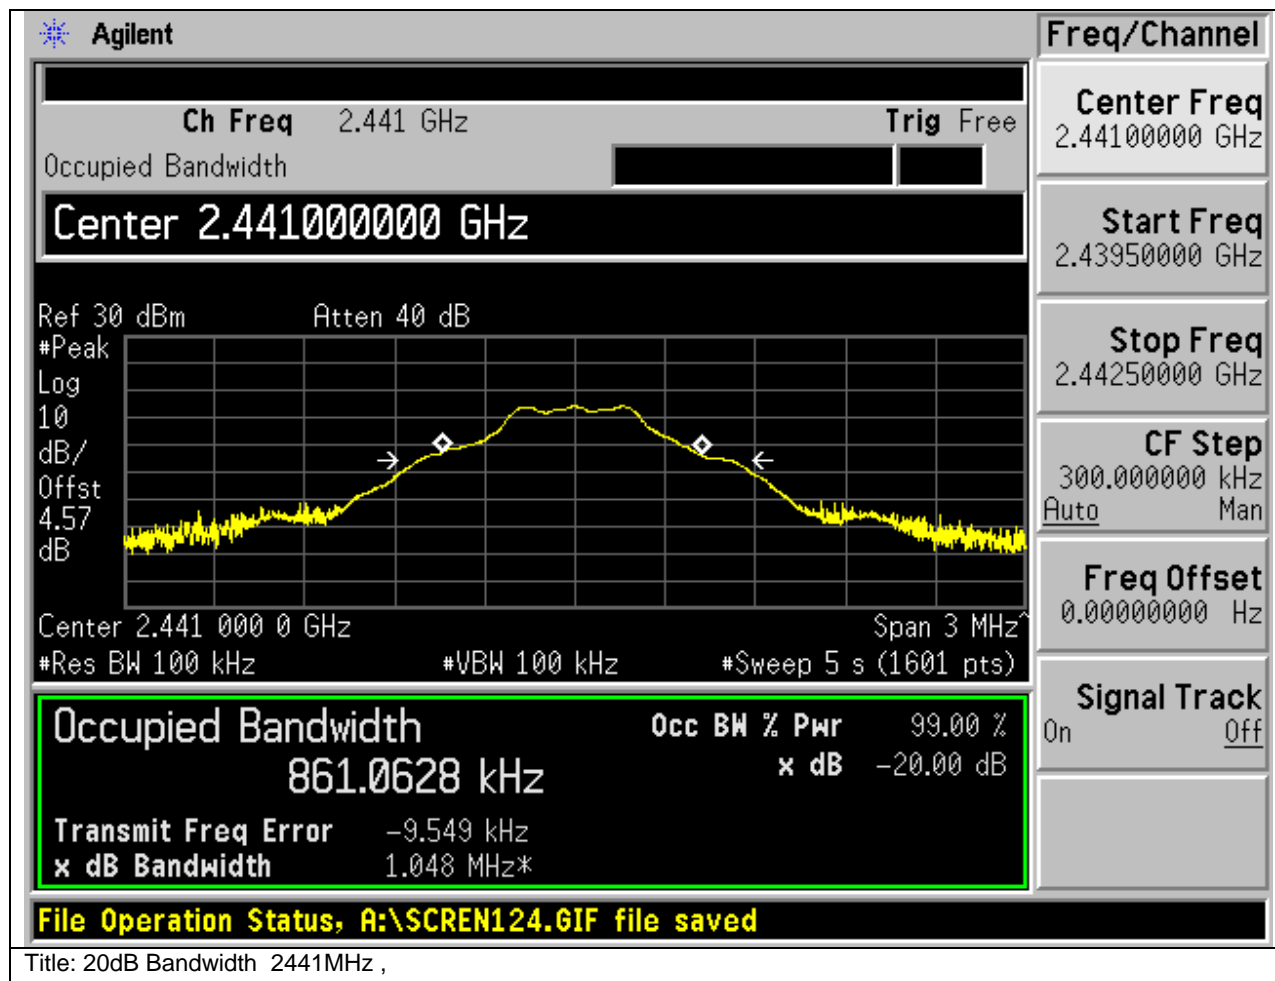 Agilent
Freq/Channel
Ch Freq 2.441 GHz Trig Free
Occupied Bandwidth
Center 2.441000000 GHz
Ref 30 dBm Atten 40 dB
#Peak
Log
10
dB/
Offst
4.57
dB
Center 2.441 000 0 GHz Span 3 MHz^
#Res BW 100 kHz #VBW 100 kHz #Sweep 5 s (1601 pts)
Occupied Bandwidth Occ BW % Pwr 99.00 %
861.0628 kHz x dB -20.00 dB
Transmit Freq Error -9.549 kHz
x dB Bandwidth 1.048 MHz*
File Operation Status, A:\SCREN124.GIF file saved
Center Freq
2.44100000 GHz
Start Freq
2.43950000 GHz
Stop Freq
2.44250000 GHz
CF Step
300.000000 kHz
Auto Man
Freq Offset
0.00000000 Hz
Signal Track
On Off
Title: 20dB Bandwidth 2441MHz ,